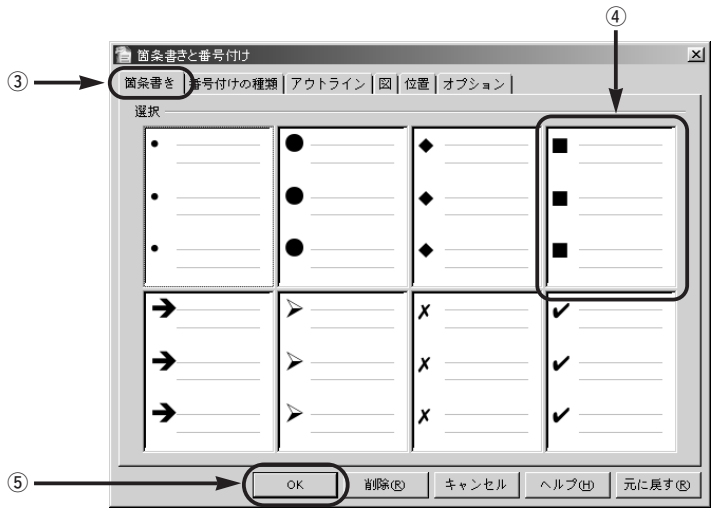 ④
箇条書きと番号付け
③
箇条書き 番号付けの種類 アウトライン 図 位置 オプション
選択
⑤
OK 削除(R) キャンセル ヘルプ(H) 元に戻す(R)